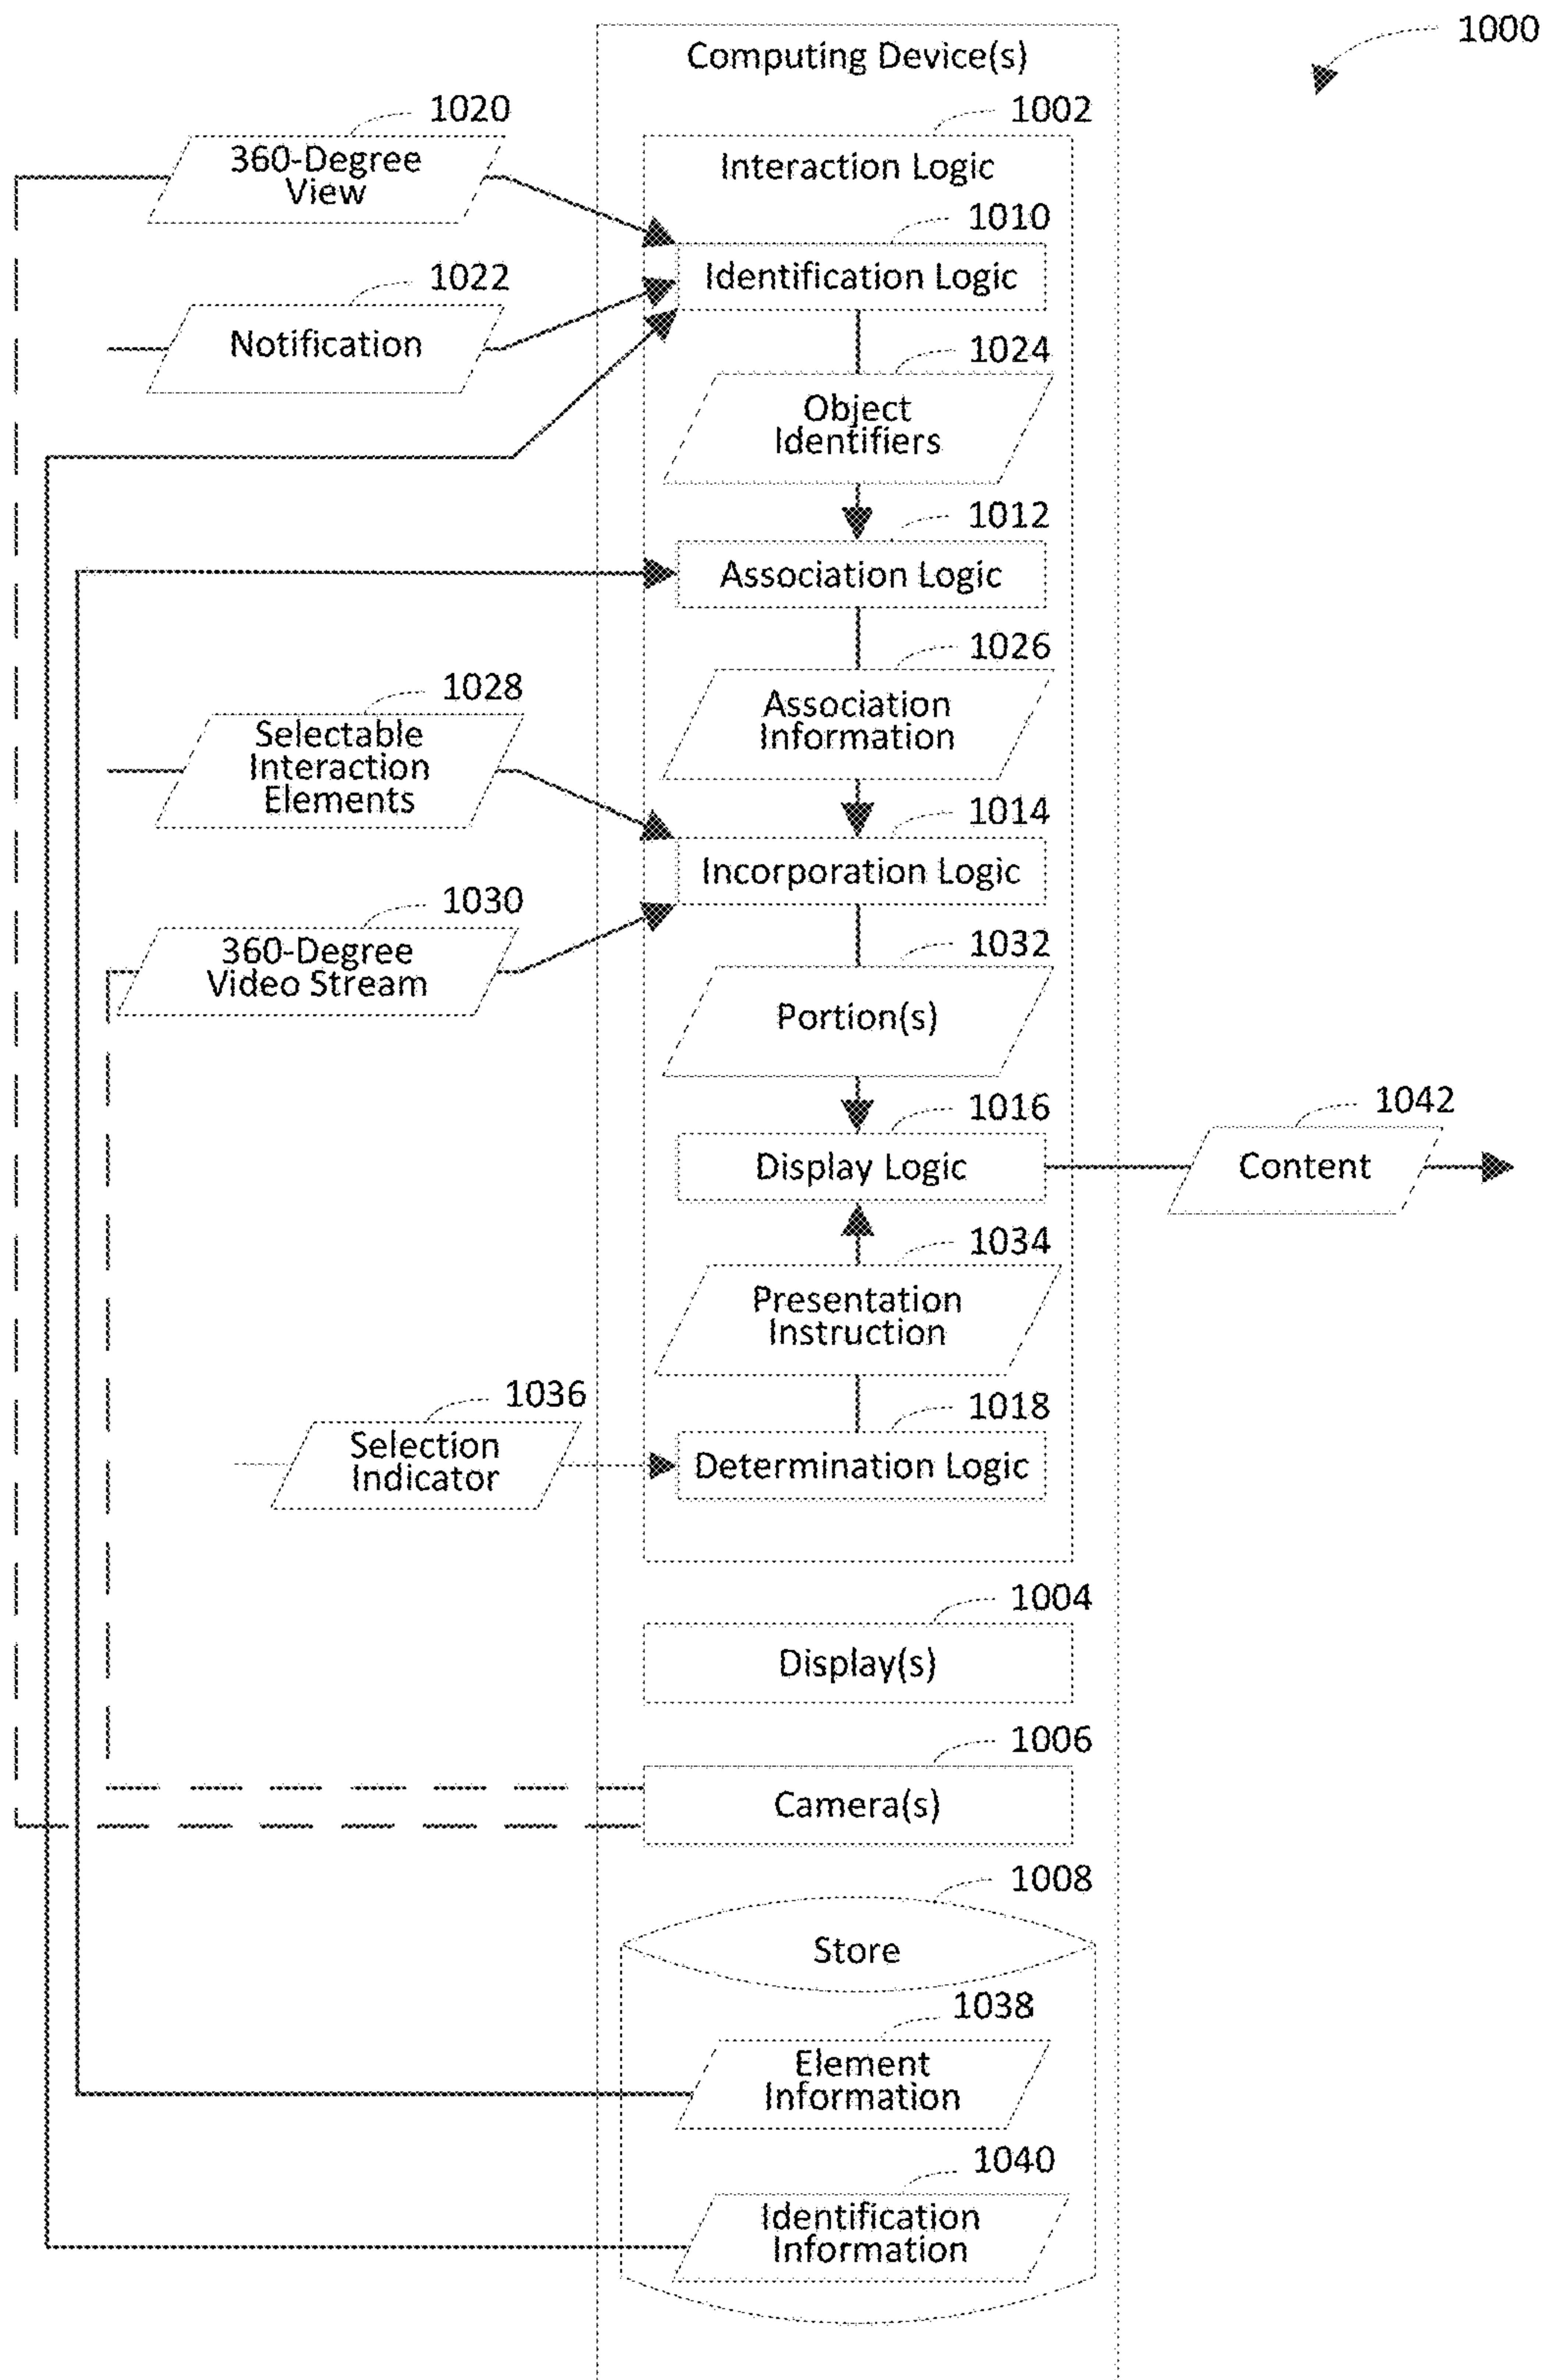 1000
Computing Device(s)
1002
Interaction Logic
1020
360-Degree
View
1010
Identification Logic
1022
Notification
1024
Object
Identifiers
1012
Association Logic
1026
Association
Information
1028
Selectable
Interaction
Elements
1014
Incorporation Logic
1030
360-Degree
Video Stream
1032
Portion(s)
1016
Display Logic
1042
Content
1034
Presentation
Instruction
1036
Selection
Indicator
1018
Determination Logic
1004
Display(s)
1006
Camera(s)
1008
Store
1038
Element
Information
1040
Identification
Information